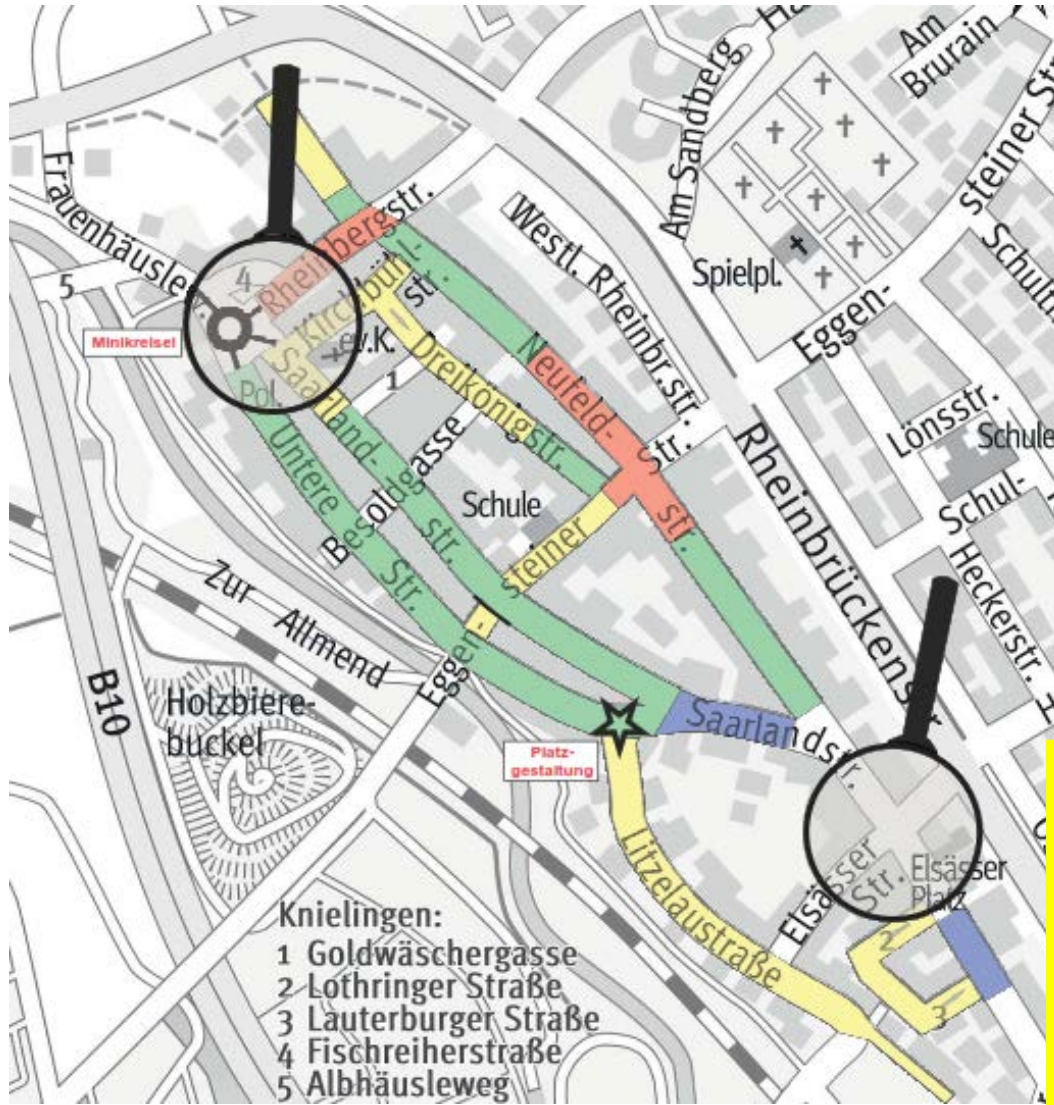 Ha
Am
Brurain
Am Sandberg
steiner Str
Frauenhäusle
Rheinbergstr.
Westl. Rheinbr.str.
Schultz
Spielpl.
5
4
Kirchbühl-
str.
Eggen-
Minikreisel
ev.K.
1
Dreikönigstr.
Neufeld-
str.
Lönsstr.
Schule
Pol.
Saarland-
str.
Untere
Str.
Besoldgasse
Schule
Eggen-
steiner
Str.
Schul-
Heckerstr.
Rheinbrückenstr
Zur Allmend
B10
Holzbiere-
buckel
Platz-
gestaltung
Saarlandstr.
Litzelaustraße
Elsässer
Str.
Elsässer
Platz
2
3
Knielingen:
1 Goldwäschergasse
2 Lothringer Straße
3 Lauterburger Straße
4 Fischreiherstraße
5 Albhäusleweg